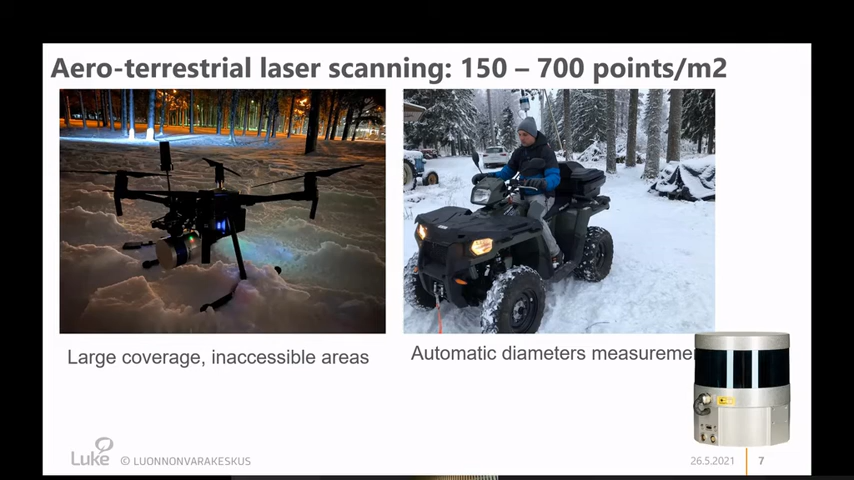 Aero-terrestrial laser scanning: 150 – 700 points/m2
Large coverage, inaccessible areas
Automatic diameters measuremen
Luke
© LUONNONVARAKESKUS
26.5.2021
7